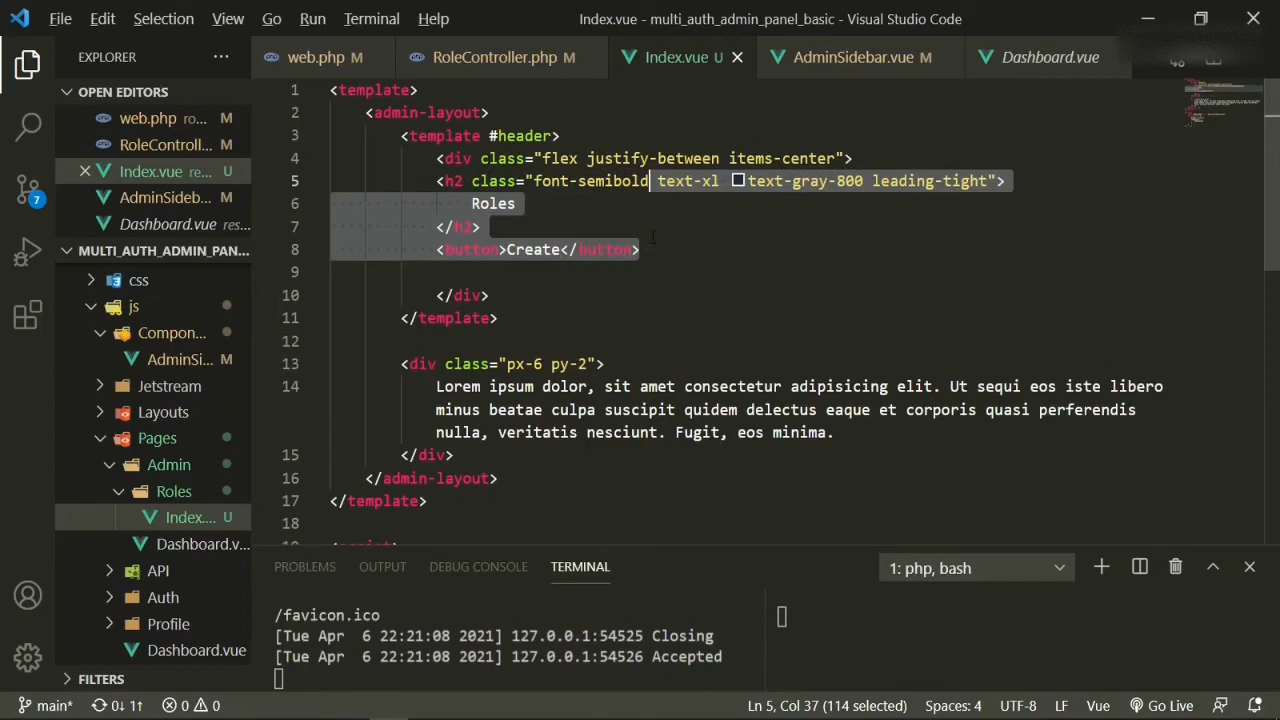 File Edit Selection View Go Run Terminal Help Index.vue - multi_auth_admin_panel_basic - Visual Studio Code
EXPLORER ...
web.php M RoleController.php M Index.vue U AdminSidebar.vue M Dashboard.vue
OPEN EDITORS
web.php ro... M
RoleControll... M
Index.vue re... U
AdminSideb... M
Dashboard.vue res...
MULTI_AUTH_ADMIN_PANEL_BA...
css
js
Compon...
AdminSi... M
Jetstream
Layouts
Pages
Admin
Roles
Index.... U
Dashboard.v...
API
Auth
Profile
Dashboard.vue
FILES
7
1 <template>
2 <admin-layout>
3 <template #header>
4 <div class="flex justify-between items-center">
5 <h2 class="font-semibold text-xl text-gray-800 leading-tight">
6 Roles
7 </h2>
8 <button>Create</button>
9
10 </div>
11 </template>
12
13 <div class="px-6 py-2">
14 Lorem ipsum dolor, sit amet consectetur adipisicing elit. Ut sequi eos iste libero
minus beatae culpa suscipit quidem delectus eaque et corporis quasi perferendis
nulla, veritatis nesciunt. Fugit, eos minima.
15 </div>
16 </admin-layout>
17 </template>
18
19 <script>
PROBLEMS OUTPUT DEBUG CONSOLE TERMINAL 1: php, bash
/favicon.ico
[Tue Apr 6 22:21:08 2021] 127.0.0.1:54525 Closing
[Tue Apr 6 22:21:08 2021] 127.0.0.1:54526 Accepted
main* 0↓ 1↑ 0 0 Ln 5, Col 37 (114 selected) Spaces: 4 UTF-8 LF Vue Go Live